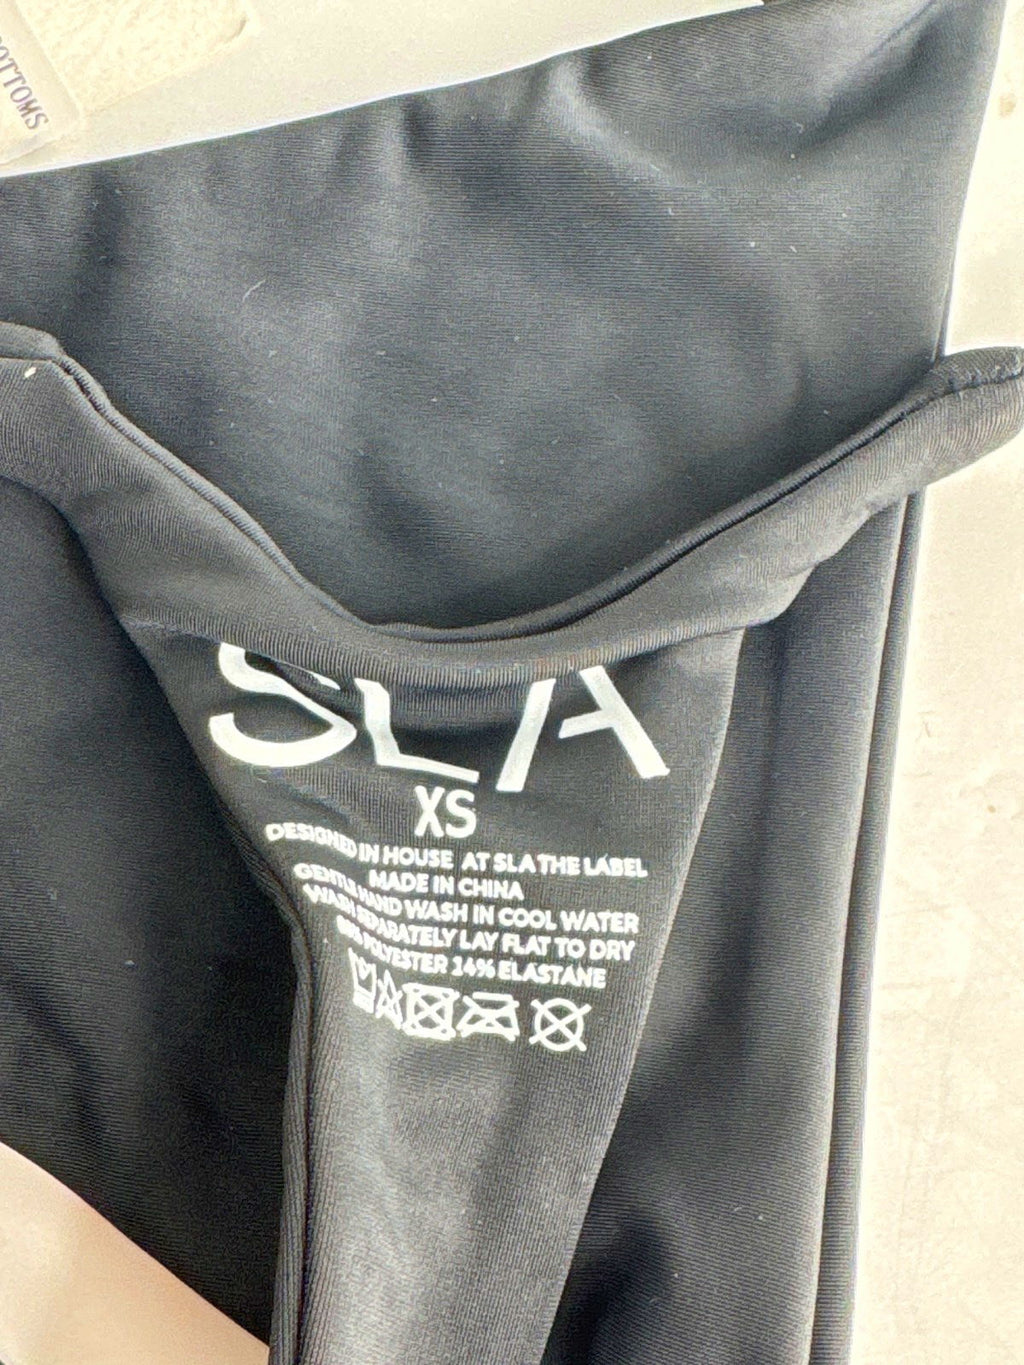 OTTOMS
SLA
XS
DESIGNED IN HOUSE AT SLA THE LABEL
MADE IN CHINA
GENTLE HAND WASH IN COOL WATER
WASH SEPARATELY LAY FLAT TO DRY
POLYESTER 14% ELASTANE